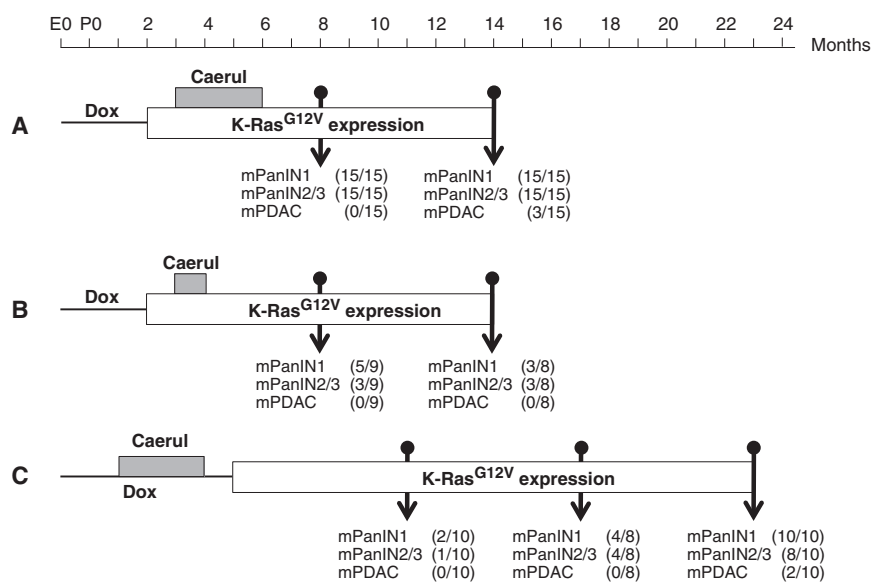 E0 P0 2 4 6 8 10 12 14 16 18 20 22 24 Months
Caerul
Dox
A
K-Ras^G12V expression
mPanIN1 (15/15) mPanIN1 (15/15)
mPanIN2/3 (15/15) mPanIN2/3 (15/15)
mPDAC (0/15) mPDAC (3/15)
Caerul
Dox
B
K-Ras^G12V expression
mPanIN1 (5/9) mPanIN1 (3/8)
mPanIN2/3 (3/9) mPanIN2/3 (3/8)
mPDAC (0/9) mPDAC (0/8)
Caerul
C
K-Ras^G12V expression
Dox
mPanIN1 (2/10) mPanIN1 (4/8) mPanIN1 (10/10)
mPanIN2/3 (1/10) mPanIN2/3 (4/8) mPanIN2/3 (8/10)
mPDAC (0/10) mPDAC (0/8) mPDAC (2/10)